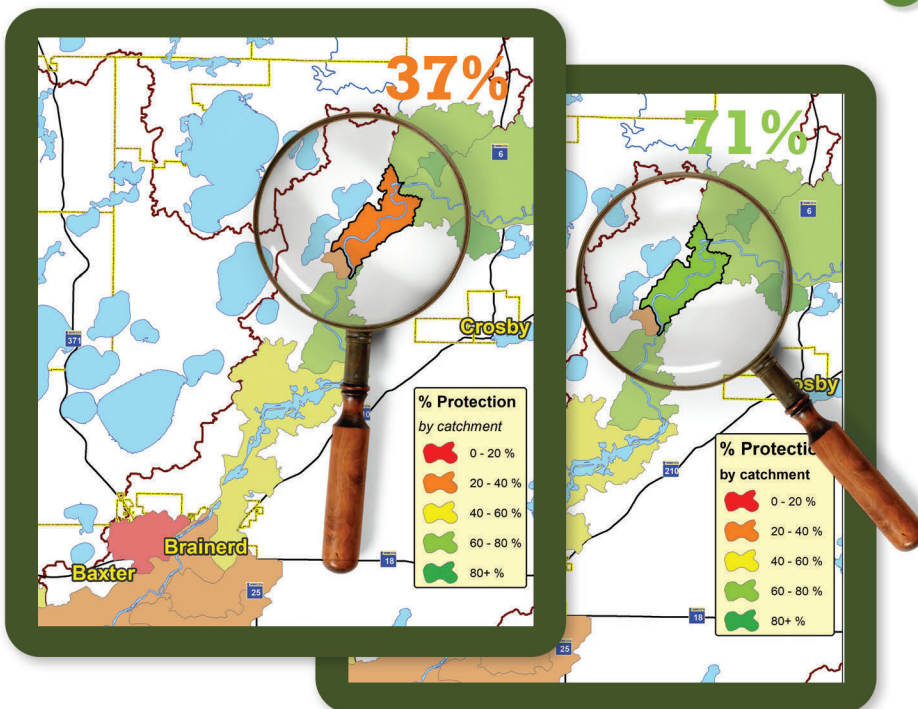 37%
6
371
Crosby
% Protection
by catchment
0 - 20 %
20 - 40 %
40 - 60 %
60 - 80 %
80+ %
Brainerd
Baxter
18
25
71%
6
osby
210
% Protectio
by catchment
0 - 20 %
20 - 40 %
40 - 60 %
60 - 80 %
80+ %
18
25